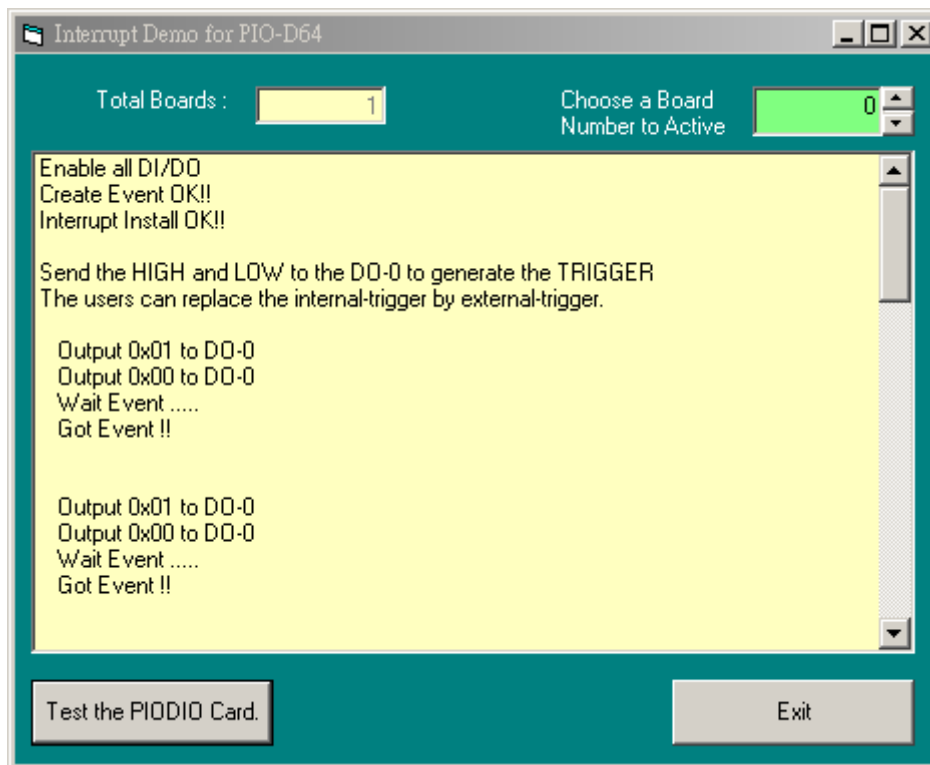 Interrupt Demo for PIO-D64
Total Boards :
1
Choose a Board
Number to Active
0
Enable all DI/DO
Create Event OK!!
Interrupt Install OK!!
Send the HIGH and LOW to the DO-0 to generate the TRIGGER
The users can replace the internal-trigger by external-trigger.
Output 0x01 to DO-0
Output 0x00 to DO-0
Wait Event .....
Got Event !!
Output 0x01 to DO-0
Output 0x00 to DO-0
Wait Event .....
Got Event !!
Test the PIODIO Card.
Exit